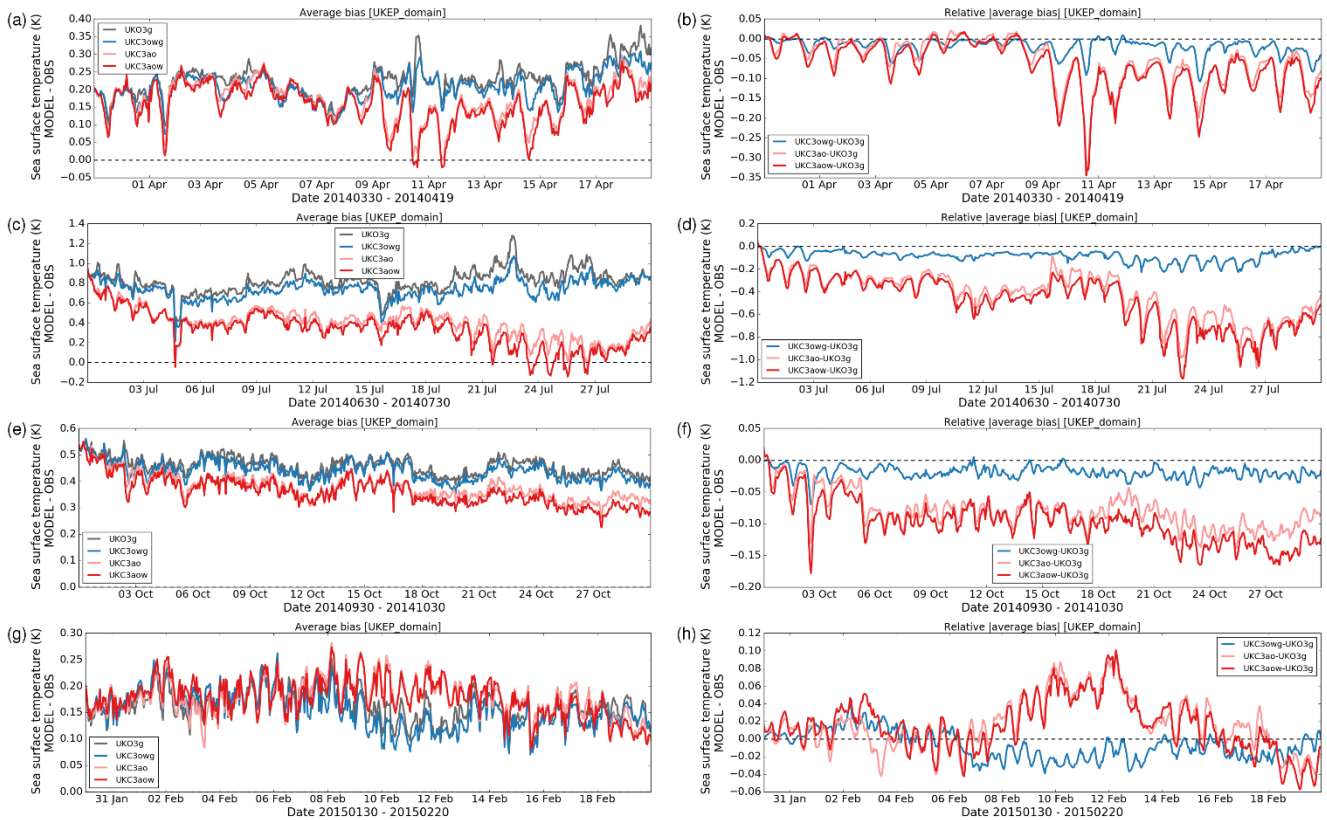 (a)
Average bias [UKEP_domain]
Sea surface temperature (K)
MODEL - OBS
0.40
0.35
0.30
0.25
0.20
0.15
0.10
0.05
0.00
−0.05
UKO3g
UKC3owg
UKC3ao
UKC3aow
01 Apr 03 Apr 05 Apr 07 Apr 09 Apr 11 Apr 13 Apr 15 Apr 17 Apr
Date 20140330 - 20140419
(b)
Relative |average bias| [UKEP_domain]
Sea surface temperature (K)
MODEL - OBS
0.05
0.00
−0.05
−0.10
−0.15
−0.20
−0.25
−0.30
−0.35
UKC3owg-UKO3g
UKC3ao-UKO3g
UKC3aow-UKO3g
01 Apr 03 Apr 05 Apr 07 Apr 09 Apr 11 Apr 13 Apr 15 Apr 17 Apr
Date 20140330 - 20140419
(c)
Average bias [UKEP_domain]
Sea surface temperature (K)
MODEL - OBS
1.4
1.2
1.0
0.8
0.6
0.4
0.2
0.0
−0.2
UKO3g
UKC3owg
UKC3ao
UKC3aow
03 Jul 06 Jul 09 Jul 12 Jul 15 Jul 18 Jul 21 Jul 24 Jul 27 Jul
Date 20140630 - 20140730
(d)
Relative |average bias| [UKEP_domain]
Sea surface temperature (K)
MODEL - OBS
0.2
0.0
−0.2
−0.4
−0.6
−0.8
−1.0
−1.2
UKC3owg-UKO3g
UKC3ao-UKO3g
UKC3aow-UKO3g
03 Jul 06 Jul 09 Jul 12 Jul 15 Jul 18 Jul 21 Jul 24 Jul 27 Jul
Date 20140630 - 20140730
(e)
Average bias [UKEP_domain]
Sea surface temperature (K)
MODEL - OBS
0.6
0.5
0.4
0.3
0.2
0.1
0.0
UKO3g
UKC3owg
UKC3ao
UKC3aow
03 Oct 06 Oct 09 Oct 12 Oct 15 Oct 18 Oct 21 Oct 24 Oct 27 Oct
Date 20140930 - 20141030
(f)
Relative |average bias| [UKEP_domain]
Sea surface temperature (K)
MODEL - OBS
0.05
0.00
−0.05
−0.10
−0.15
−0.20
UKC3owg-UKO3g
UKC3ao-UKO3g
UKC3aow-UKO3g
03 Oct 06 Oct 09 Oct 12 Oct 15 Oct 18 Oct 21 Oct 24 Oct 27 Oct
Date 20140930 - 20141030
(g)
Average bias [UKEP_domain]
Sea surface temperature (K)
MODEL - OBS
0.30
0.25
0.20
0.15
0.10
0.05
0.00
UKO3g
UKC3owg
UKC3ao
UKC3aow
31 Jan 02 Feb 04 Feb 06 Feb 08 Feb 10 Feb 12 Feb 14 Feb 16 Feb 18 Feb
Date 20150130 - 20150220
(h)
Relative |average bias| [UKEP_domain]
Sea surface temperature (K)
MODEL - OBS
0.12
0.10
0.08
0.06
0.04
0.02
0.00
−0.02
−0.04
−0.06
UKC3owg-UKO3g
UKC3ao-UKO3g
UKC3aow-UKO3g
31 Jan 02 Feb 04 Feb 06 Feb 08 Feb 10 Feb 12 Feb 14 Feb 16 Feb 18 Feb
Date 20150130 - 20150220